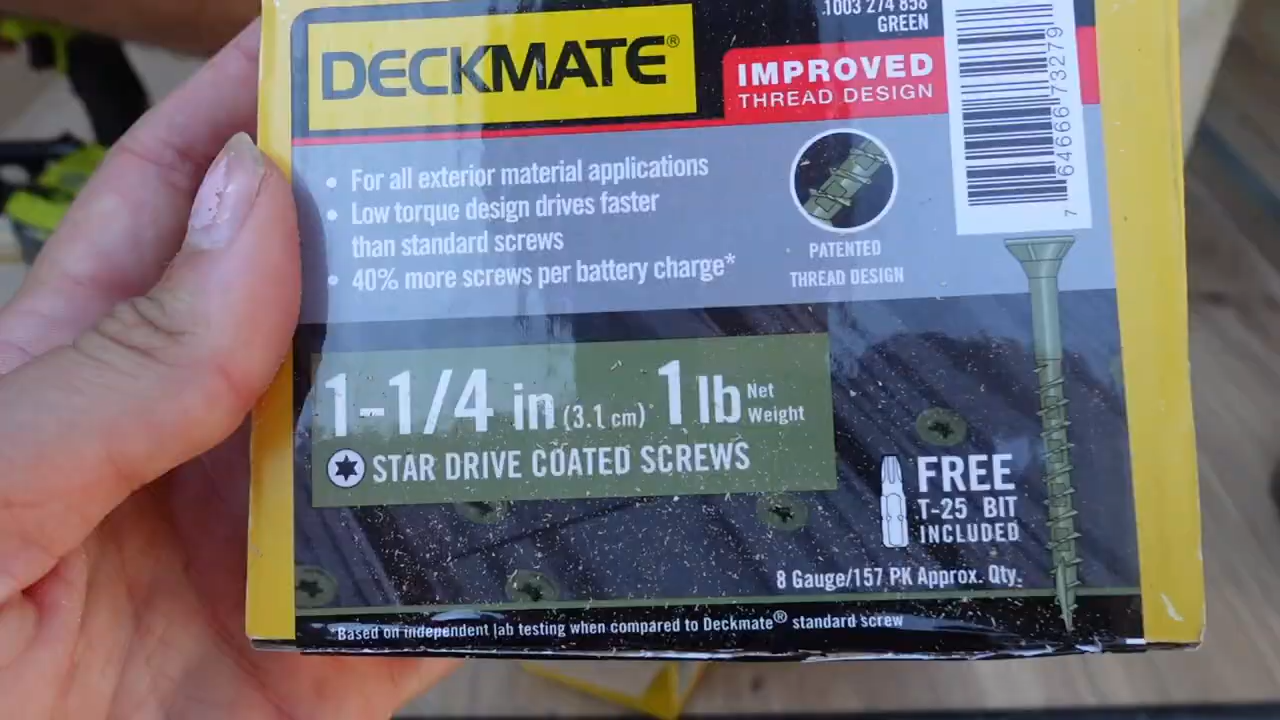 1003 274 858
GREEN
DECKMATE®
IMPROVED
THREAD DESIGN
7 64666 73279
• For all exterior material applications
• Low torque design drives faster
than standard screws
• 40% more screws per battery charge*
PATENTED
THREAD DESIGN
1-1/4 in (3.1 cm) 1 lb Net Weight
STAR DRIVE COATED SCREWS
FREE
T-25 BIT
INCLUDED
8 Gauge/157 PK Approx. Qty.
*Based on independent lab testing when compared to Deckmate® standard screw